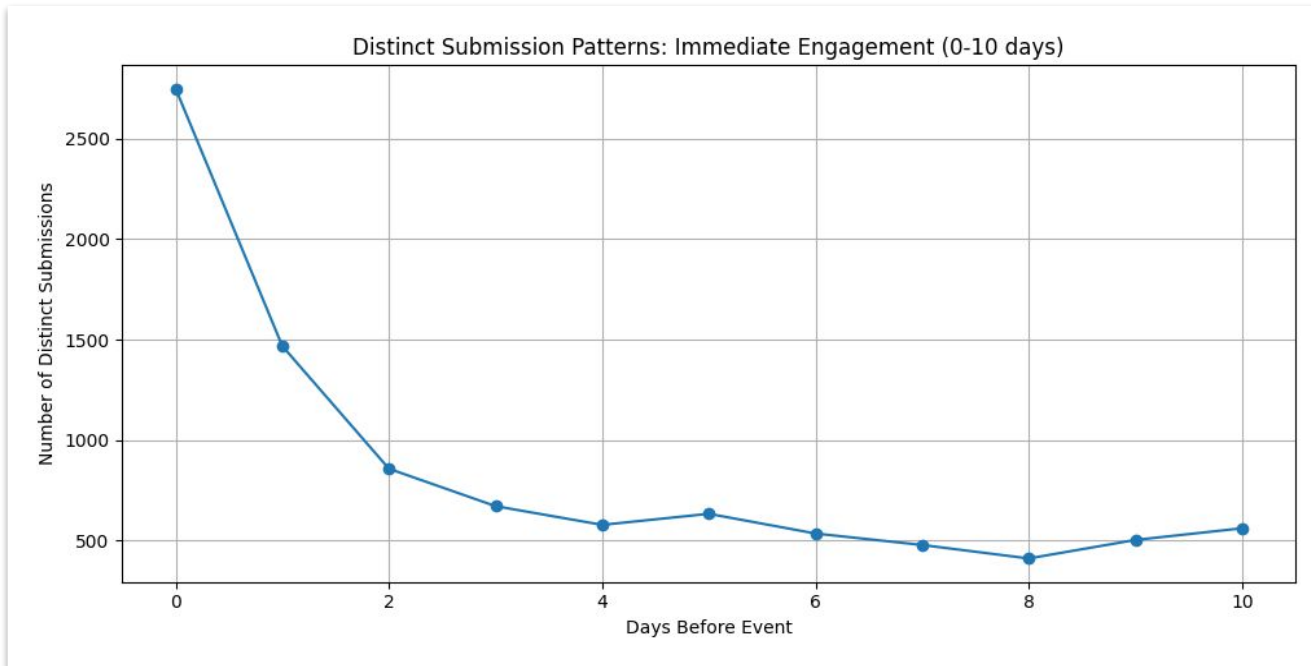 Distinct Submission Patterns: Immediate Engagement (0-10 days)
Number of Distinct Submissions
2500
2000
1500
1000
500
0 2 4 6 8 10
Days Before Event